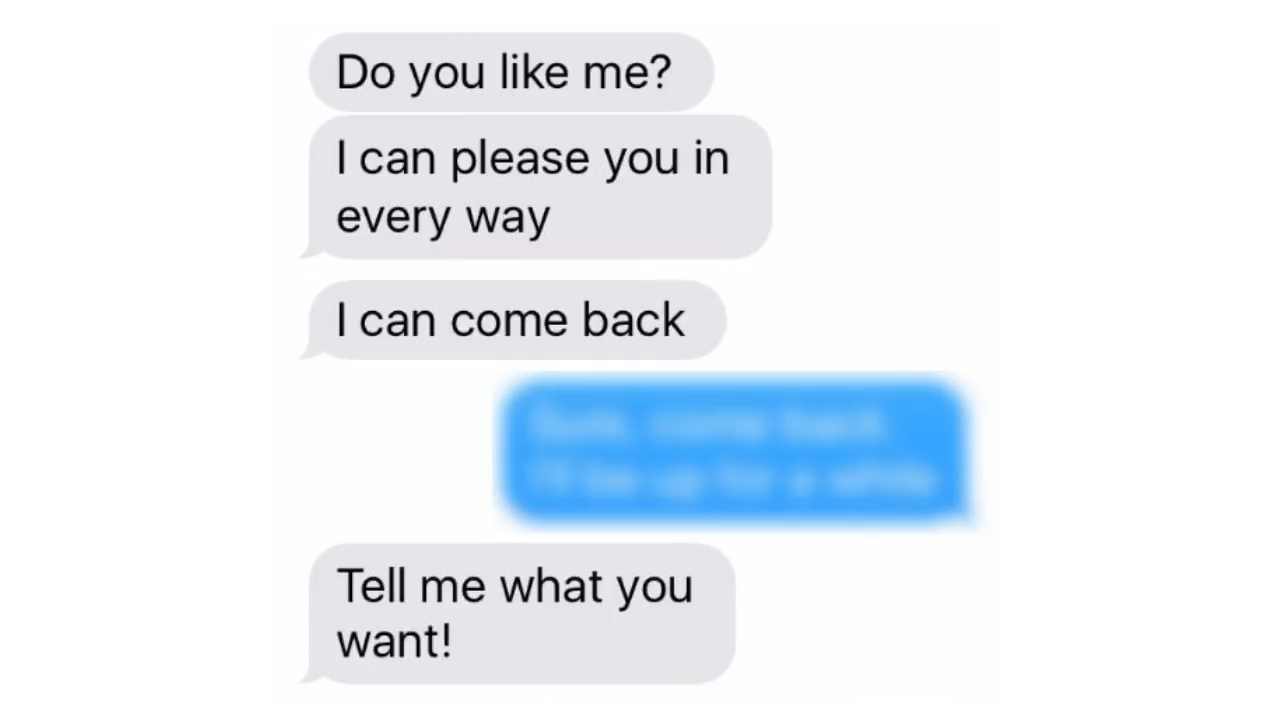 Do you like me?
I can please you in
every way
I can come back
Tell me what you
want!